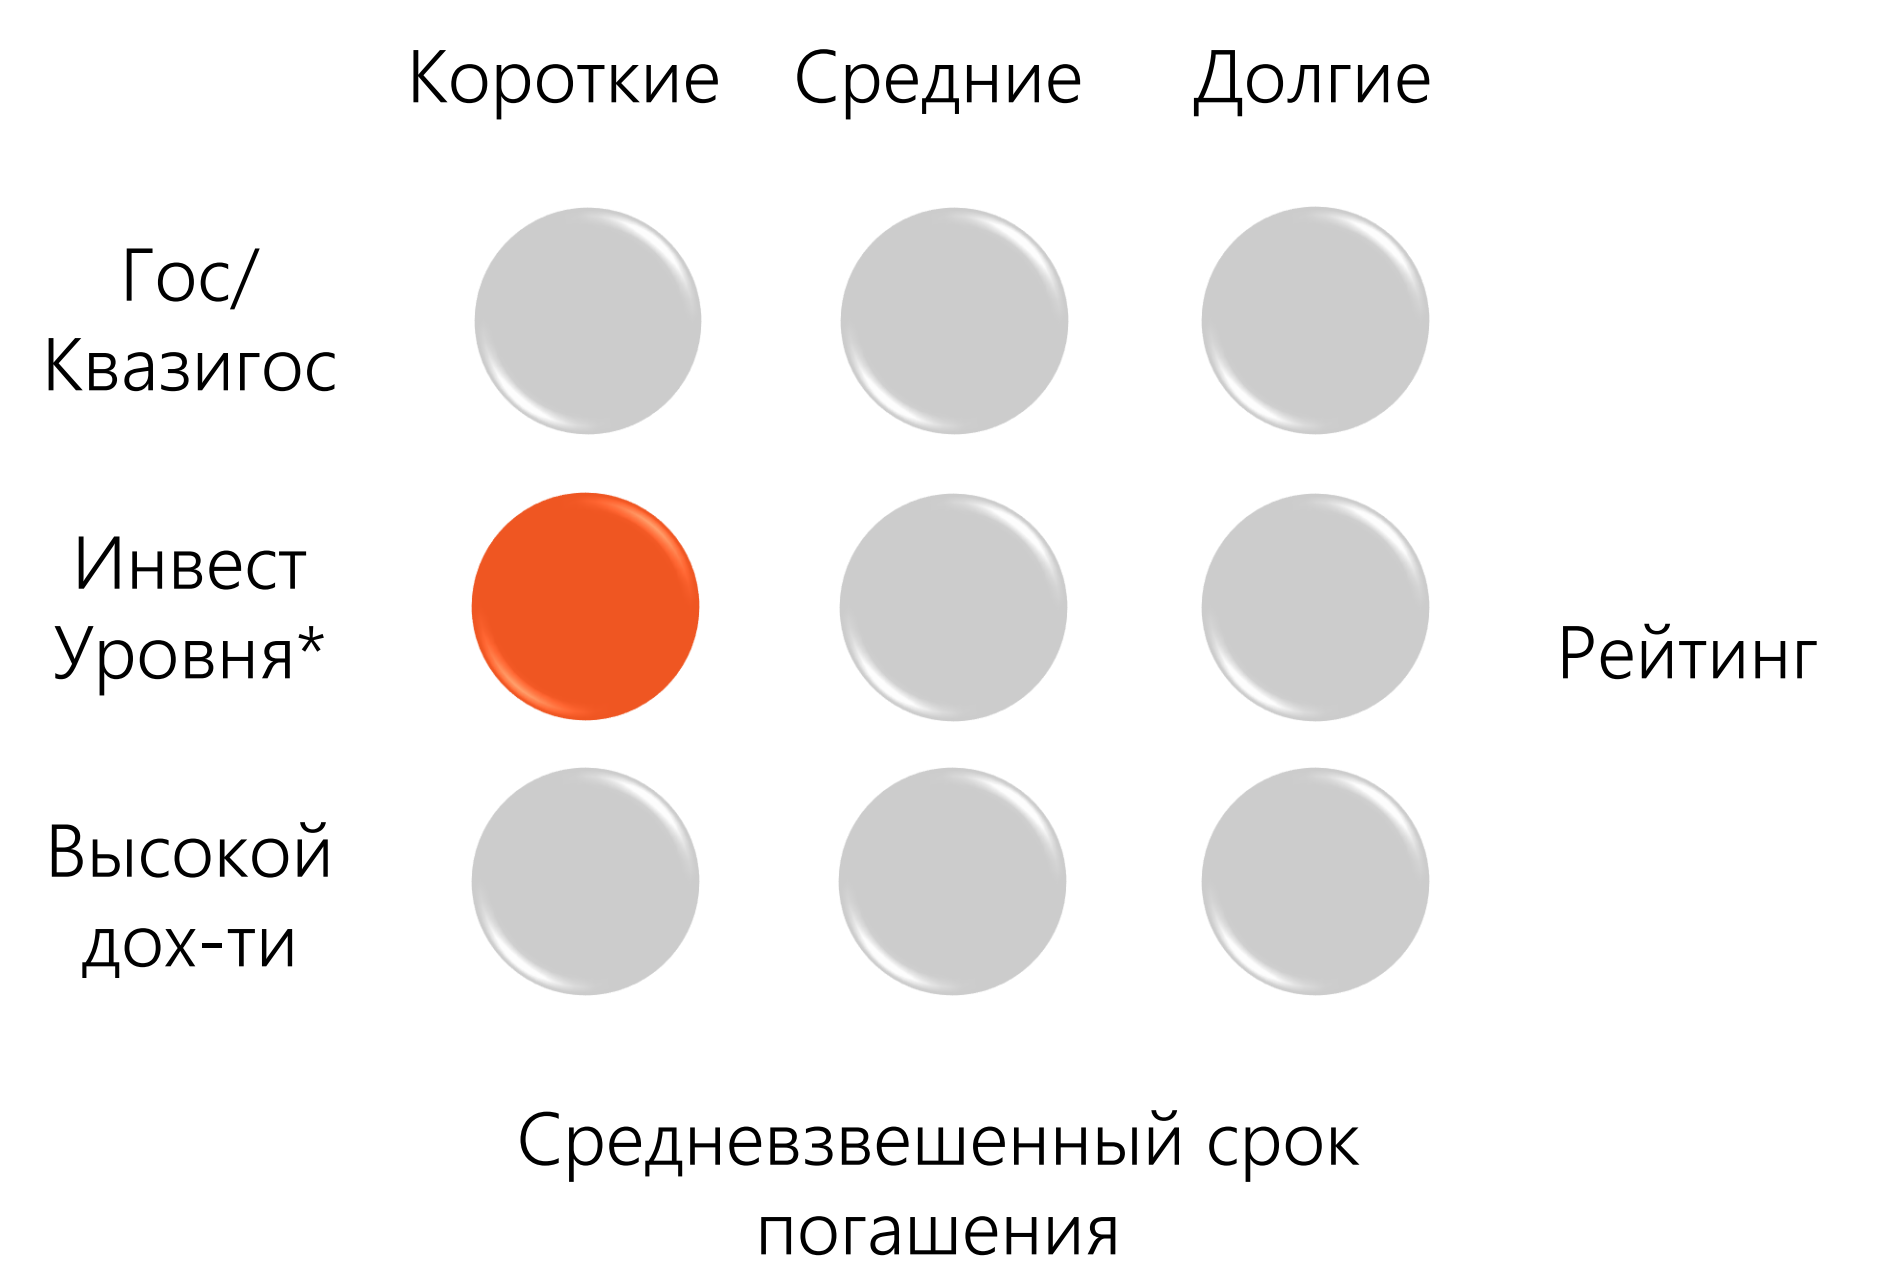 Короткие Средние Долгие
Гос/
Квазигос
Инвест
Уровня*
Рейтинг
Высокой
дох-ти
Средневзвешенный срок
погашения